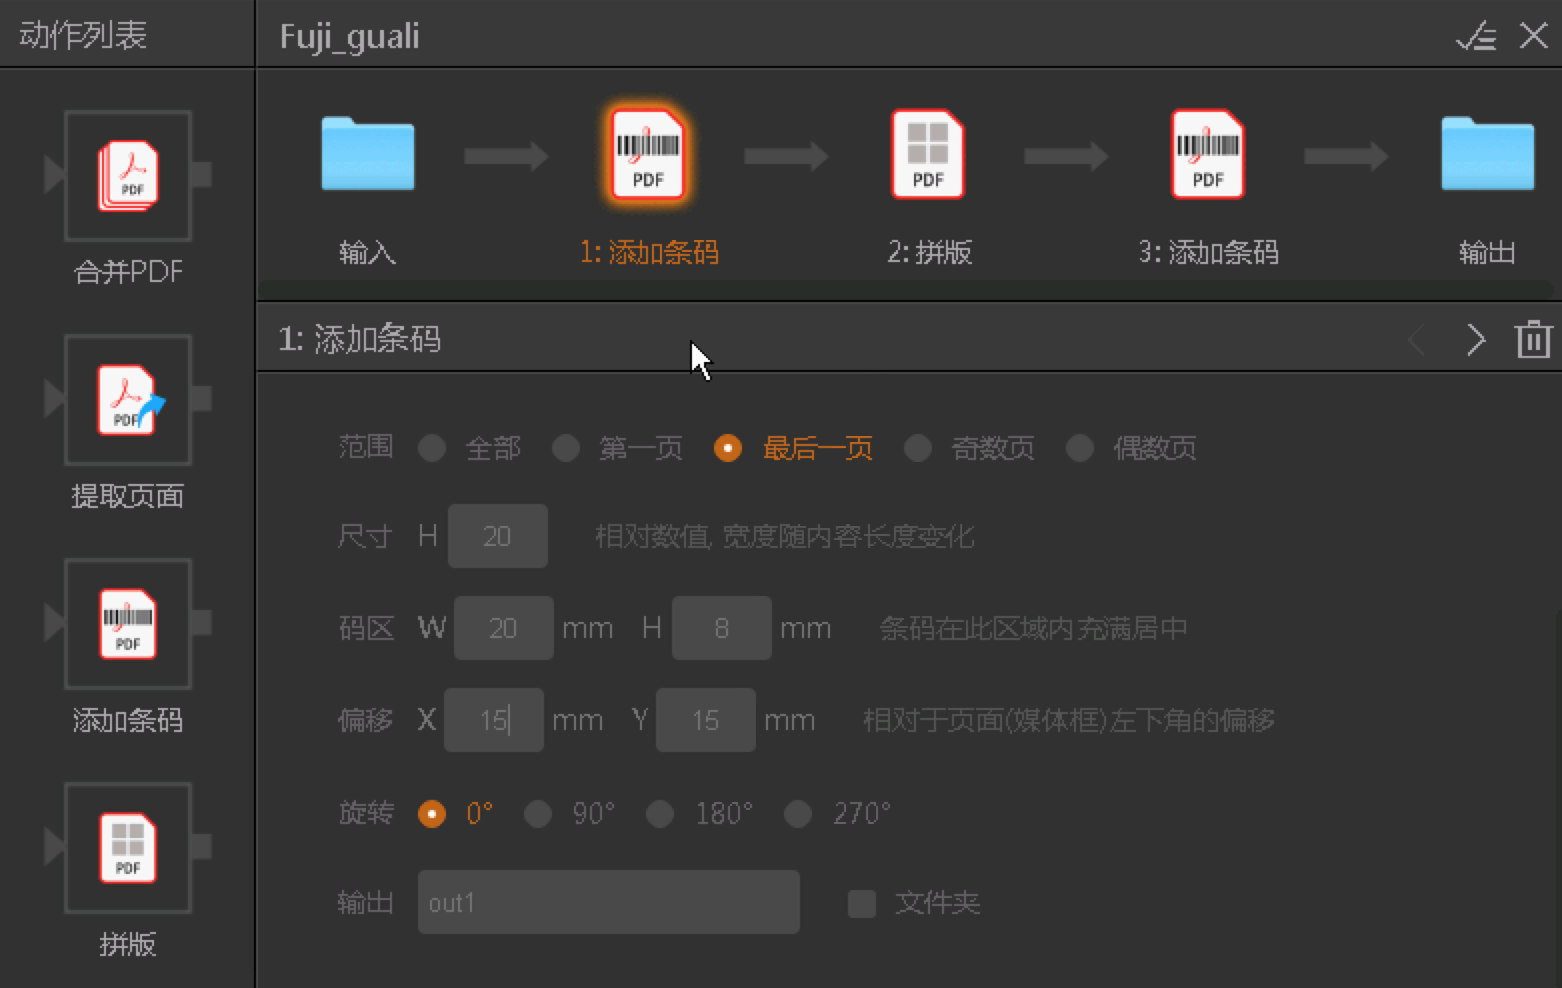 动作列表
Fuji_guali
PDF
合并PDF
PDF
提取页面
PDF
添加条码
PDF
拼版
PDF
PDF
PDF
输入
1: 添加条码
2: 拼版
3: 添加条码
输出
1: 添加条码
范围 全部 第一页 最后一页 奇数页 偶数页
尺寸 H 20 相对数值, 宽度随内容长度变化
码区 W 20 mm H 8 mm 条码在此区域内充满居中
偏移 X 15 mm Y 15 mm 相对于页面(媒体框)左下角的偏移
旋转 0° 90° 180° 270°
输出 out1 文件夹